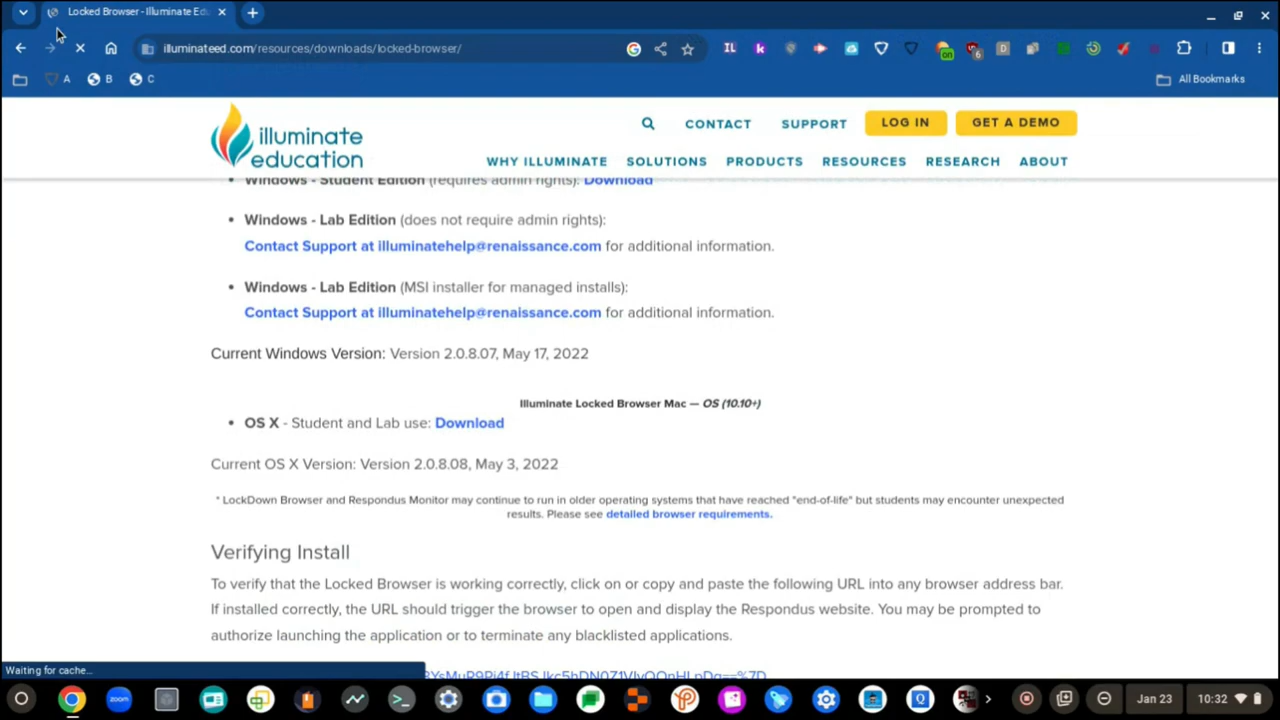 Locked Browser - Illuminate Edu
illuminateed.com/resources/downloads/locked-browser/
A B C
All Bookmarks
illuminate education
CONTACT SUPPORT LOG IN GET A DEMO
WHY ILLUMINATE SOLUTIONS PRODUCTS RESOURCES RESEARCH ABOUT
Windows - Student Edition (requires admin rights): Download
• Windows - Lab Edition (does not require admin rights):
Contact Support at illuminatehelp@renaissance.com for additional information.
• Windows - Lab Edition (MSI installer for managed installs):
Contact Support at illuminatehelp@renaissance.com for additional information.
Current Windows Version: Version 2.0.8.07, May 17, 2022
Illuminate Locked Browser Mac — OS (10.10+)
• OS X - Student and Lab use: Download
Current OS X Version: Version 2.0.8.08, May 3, 2022
* LockDown Browser and Respondus Monitor may continue to run in older operating systems that have reached "end-of-life" but students may encounter unexpected
results. Please see detailed browser requirements.
Verifying Install
To verify that the Locked Browser is working correctly, click on or copy and paste the following URL into any browser address bar.
If installed correctly, the URL should trigger the browser to open and display the Respondus website. You may be prompted to
authorize launching the application or to terminate any blacklisted applications.
Waiting for cache...
zoom
Jan 23
10:32